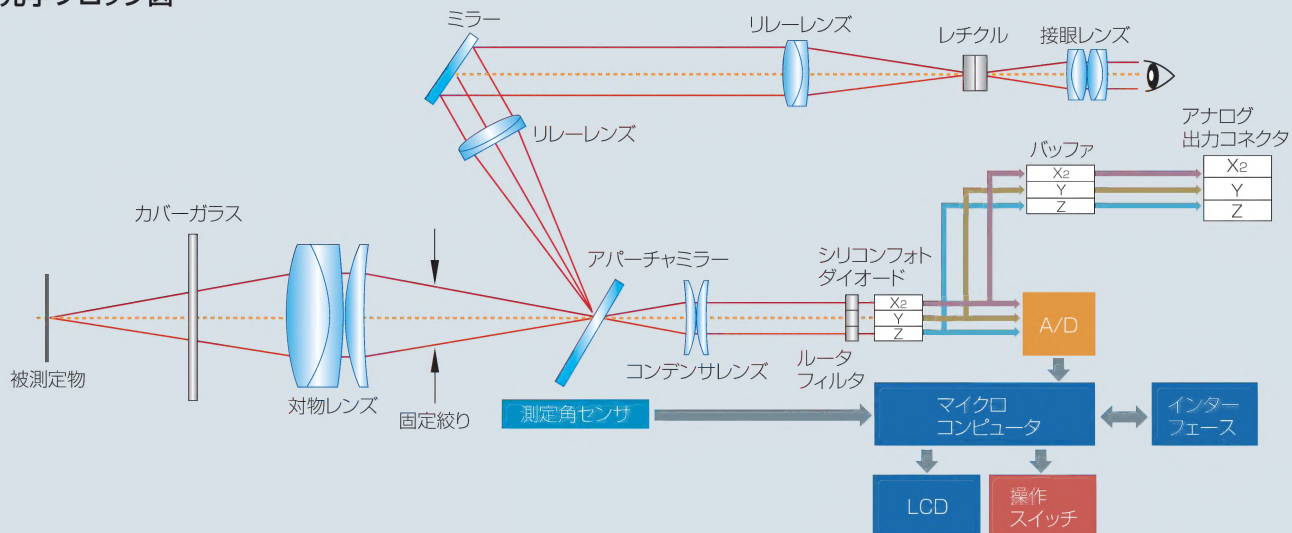 ミラー
リレーレンズ
レチクル
接眼レンズ
リレーレンズ
アナログ
出力コネクタ
バッファ
X2
Y
Z
X2
Y
Z
カバーガラス
アパーチャミラー
シリコンフォト
ダイオード
X2
Y
Z
A/D
被測定物
対物レンズ
固定絞り
コンデンサレンズ
ルータ
フィルタ
測定角センサ
マイクロ
コンピュータ
インター
フェース
LCD
操作
スイッチ